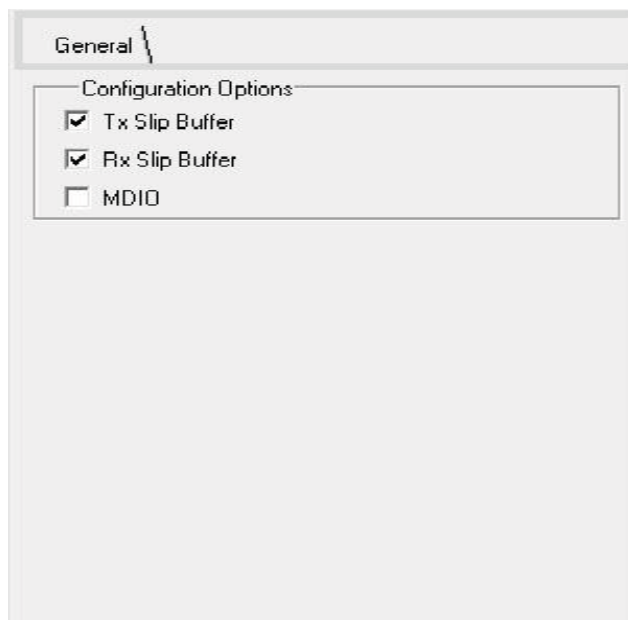 General
Configuration Options
Tx Slip Buffer
Rx Slip Buffer
MDIO